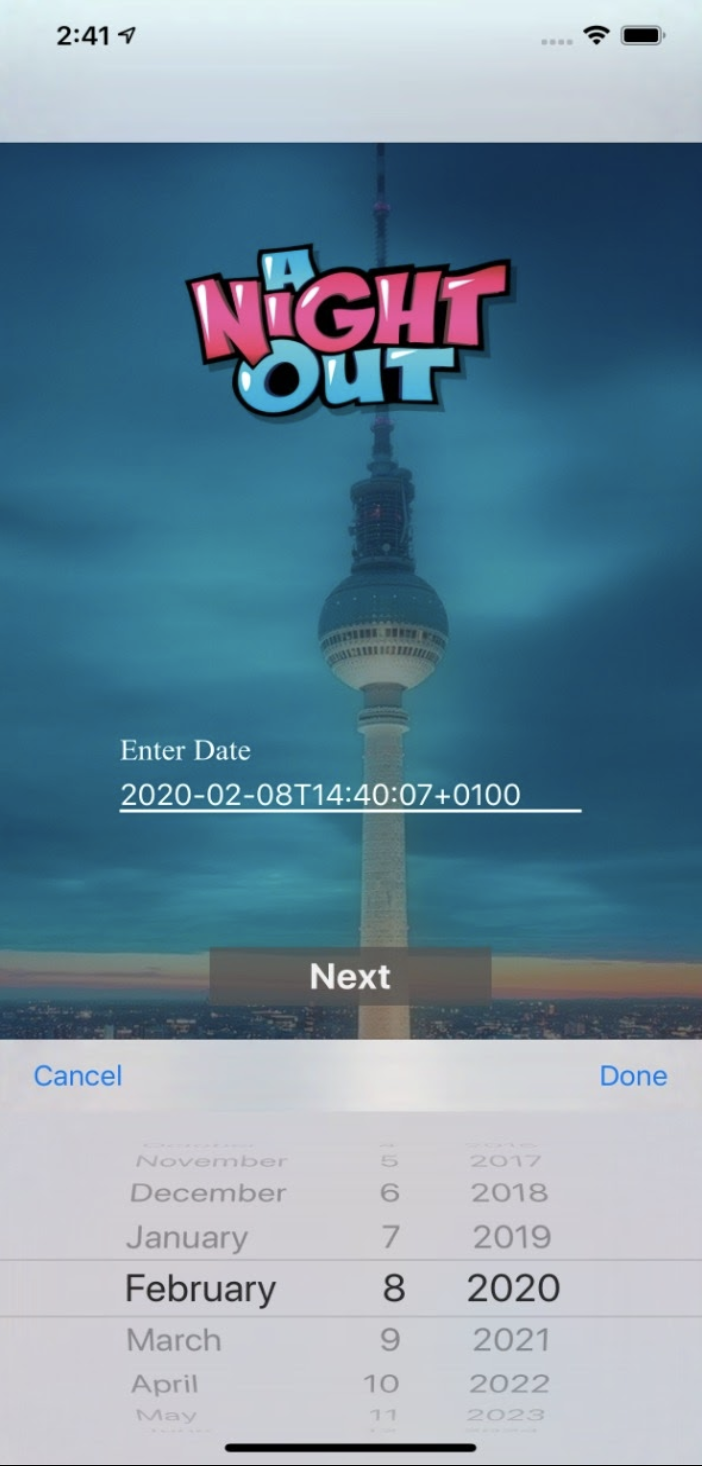 2:41
A
NIGHT
OUT
Enter Date
2020-02-08T14:40:07+0100
Next
Cancel Done
November 5 2017
December 6 2018
January 7 2019
February 8 2020
March 9 2021
April 10 2022
May 11 2023